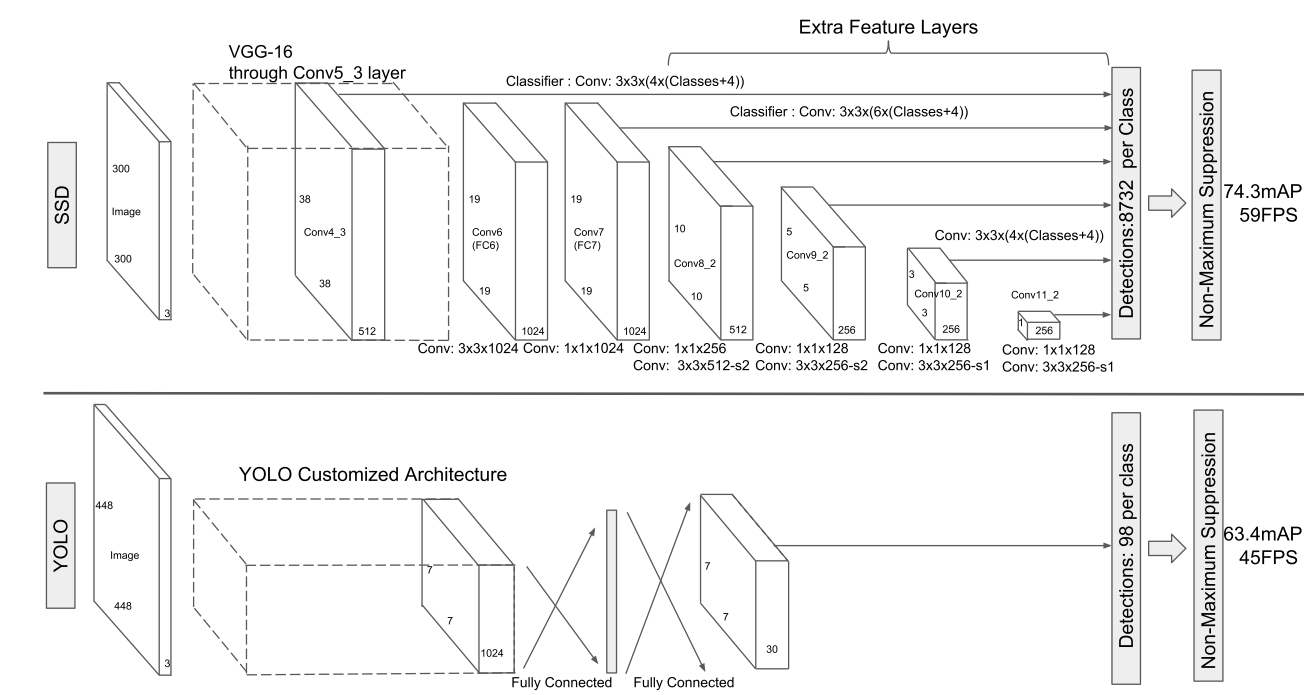 Extra Feature Layers
VGG-16
through Conv5_3 layer
Classifier : Conv: 3x3x(4x(Classes+4))
Classifier : Conv: 3x3x(6x(Classes+4))
SSD
300
Image
300
3
38
Conv4_3
38
512
19
Conv6
(FC6)
19
1024
19
Conv7
(FC7)
19
1024
10
Conv8_2
10
512
5
Conv9_2
5
256
Conv: 3x3x(4x(Classes+4))
3
Conv10_2
3
256
Conv11_2
1
256
Conv: 3x3x1024
Conv: 1x1x1024
Conv: 1x1x256
Conv: 3x3x512-s2
Conv: 1x1x128
Conv: 3x3x256-s2
Conv: 1x1x128
Conv: 3x3x256-s1
Conv: 1x1x128
Conv: 3x3x256-s1
Detections:8732 per Class
Non-Maximum Suppression
74.3mAP
59FPS
YOLO
448
Image
448
3
YOLO Customized Architecture
7
7
1024
Fully Connected
Fully Connected
7
7
30
Detections: 98 per class
Non-Maximum Suppression
63.4mAP
45FPS